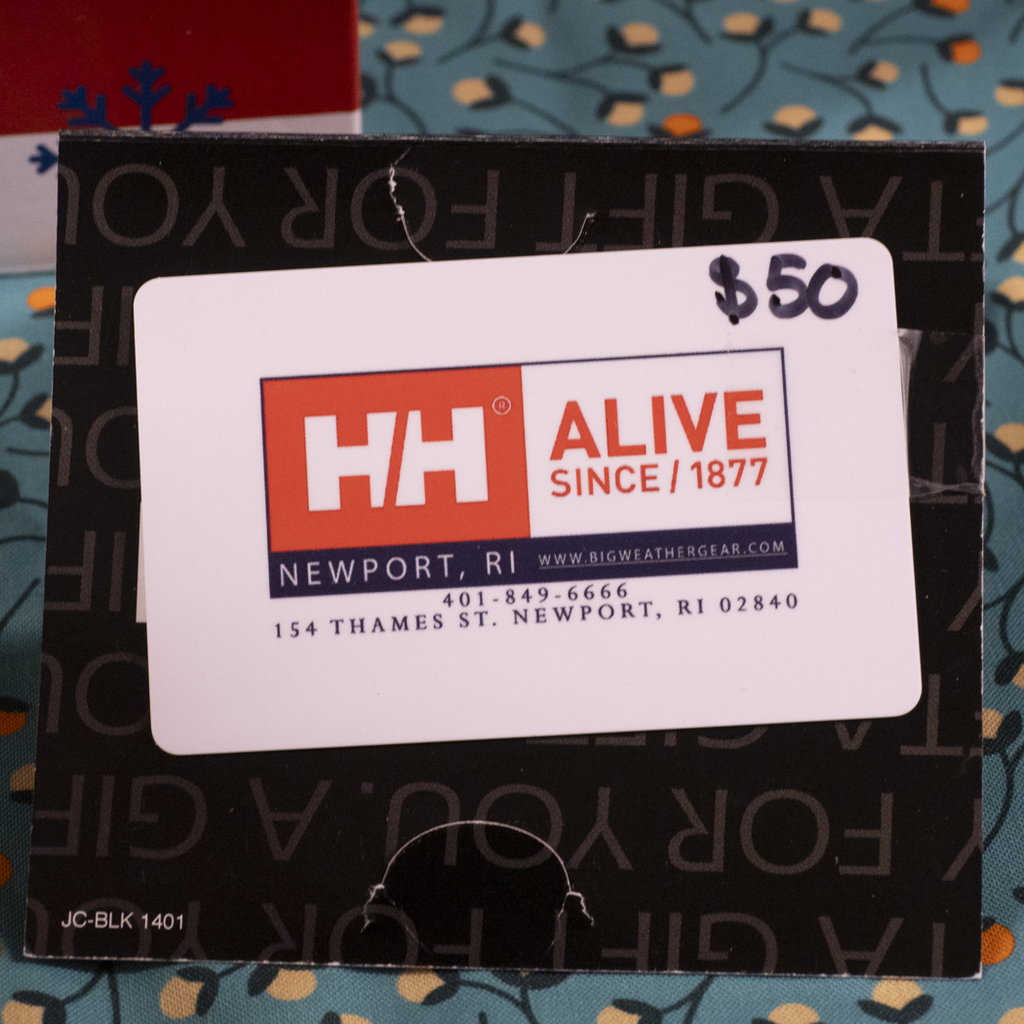 $50
H/H ®
ALIVE
SINCE / 1877
NEWPORT, RI WWW.BIGWEATHERGEAR.COM
401-849-6666
154 THAMES ST. NEWPORT, RI 02840
FOR YOU. A GIFT
JC-BLK 1401